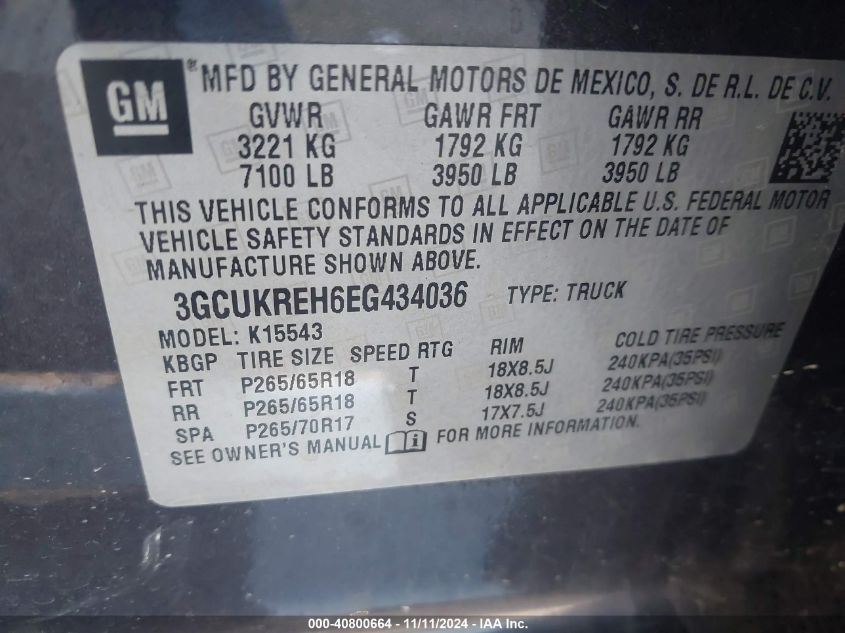 GM ® MFD BY GENERAL MOTORS DE MEXICO, S. DE R.L. DE C.V.
GVWR GAWR FRT GAWR RR
3221 KG 1792 KG 1792 KG
7100 LB 3950 LB 3950 LB
THIS VEHICLE CONFORMS TO ALL APPLICABLE U.S. FEDERAL MOTOR
VEHICLE SAFETY STANDARDS IN EFFECT ON THE DATE OF
MANUFACTURE SHOWN ABOVE.
3GCUKREH6EG434036 TYPE: TRUCK
MODEL: K15543
KBGP TIRE SIZE SPEED RTG RIM COLD TIRE PRESSURE
FRT P265/65R18 T 18X8.5J 240KPA(35PSI)
RR P265/65R18 T 18X8.5J 240KPA(35PSI)
SPA P265/70R17 S 17X7.5J 240KPA(35PSI)
SEE OWNER'S MANUAL FOR MORE INFORMATION.
000-40800664 - 11/11/2024 - IAA Inc.